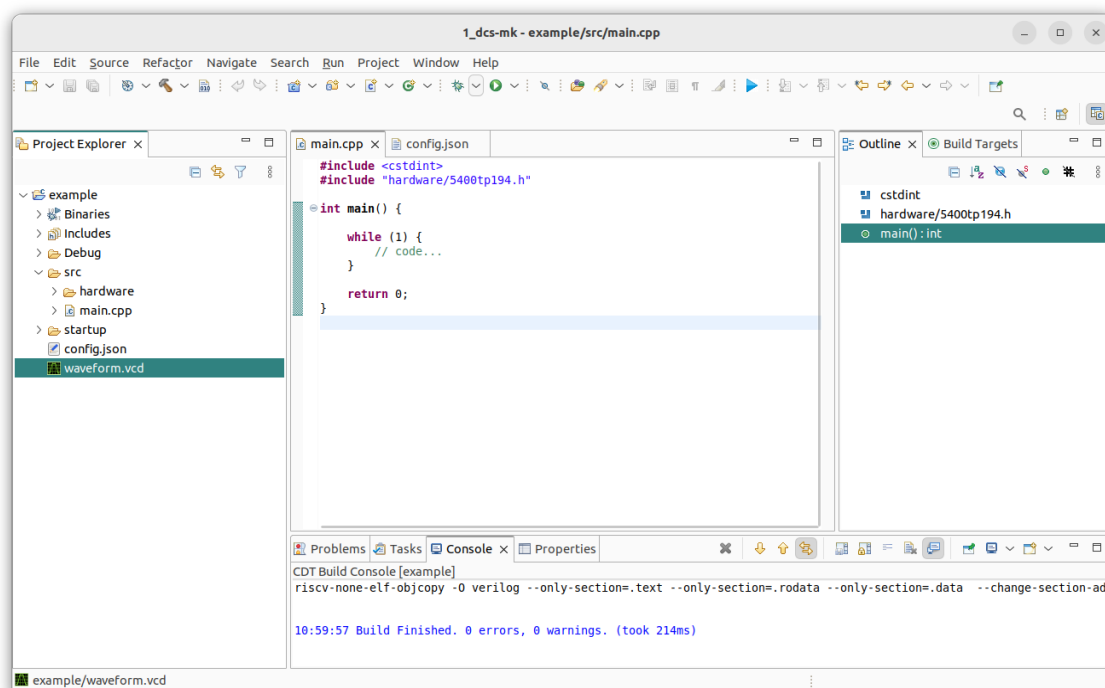 1_dcs-mk - example/src/main.cpp
File Edit Source Refactor Navigate Search Run Project Window Help
Project Explorer
example
Binaries
Includes
Debug
src
hardware
main.cpp
startup
config.json
waveform.vcd
main.cpp config.json
#include <cstdint>
#include "hardware/5400tp194.h"
int main() {
while (1) {
// code...
}
return 0;
}
Outline Build Targets
cstdint
hardware/5400tp194.h
main() : int
Problems Tasks Console Properties
CDT Build Console [example]
riscv-none-elf-objcopy -O verilog --only-section=.text --only-section=.rodata --only-section=.data --change-section-ad
10:59:57 Build Finished. 0 errors, 0 warnings. (took 214ms)
example/waveform.vcd